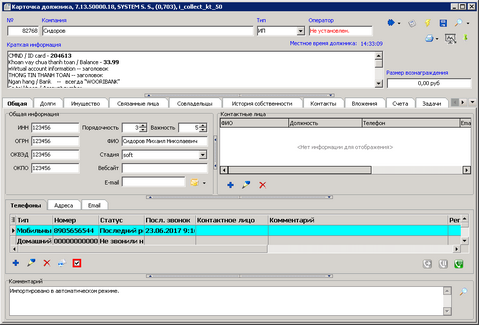 Карточка должника, 7.13.50000.18, SYSTEM S. S., (0,703), i_collect_kt_50
№ Компания Тип Оператор
82768 Сидоров ИП Не установлен.
Краткая информация Местное время должника: 14:33:09
CMND / ID card - 204613
Khoan vay chua thanh toan / Balance - 33.99
Virtual account information -- заголовок
THONG TIN THANH TOAN -- заголовок
Ngan hang / Bank -- всегда "WOORIBANK"
Размер вознаграждения
0,00 руб
Общая Долги Имущество Связанные лица Совладельцы История собственности Контакты Вложения Счета Задачи
Общая информация
ИНН 123456 Порядочность 3 Важность 5
ОГРН 123456 ФИО Сидоров Михаил Николаевич
ОКВЭД 123456 Стадия soft
ОКПО 123456 Вебсайт
E-mail
Контактные лица
ФИО Должность Телефон Ema
<Нет информации для отображения>
Телефоны Адреса Email
Тип Номер Статус Посл. звонок Контактное лицо Комментарий Рег
Мобильны 8905656544 Последний р 23.06.2017 9:1
Домашний 00000000000 Не звонили н
Комментарий
Импортировано в автоматическом режиме.